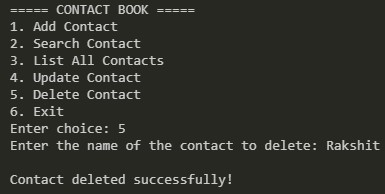 ===== CONTACT BOOK =====
1. Add Contact
2. Search Contact
3. List All Contacts
4. Update Contact
5. Delete Contact
6. Exit
Enter choice: 5
Enter the name of the contact to delete: Rakshit
Contact deleted successfully!